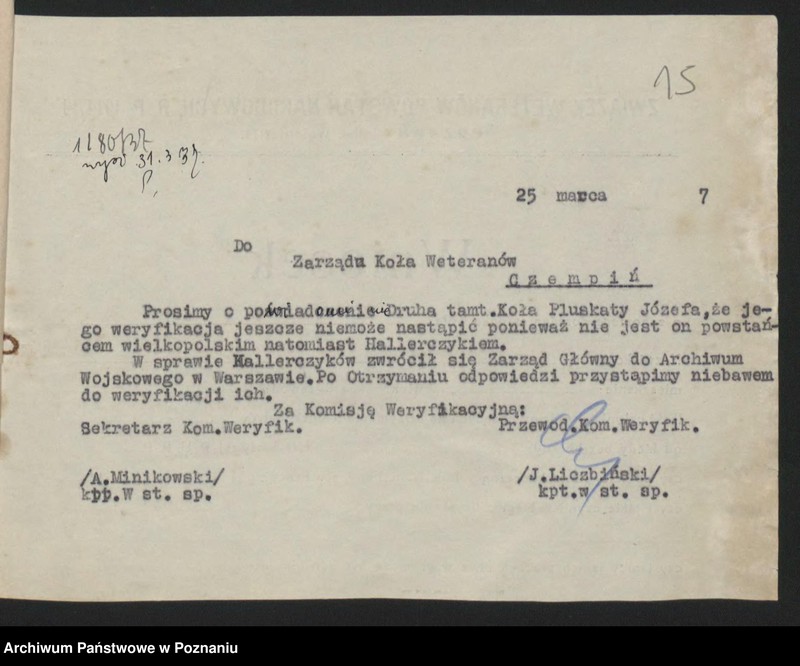 15
1180/37
wysł 31.3.37.
25 marca 7
Do
Zarządu Koła Weteranów
Czempiń
Prosimy o powiadomienie Druha tamt.Koła Pluskaty Józefa,że je-
go weryfikacja jeszcze niemoże nastąpić ponieważ nie jest on powstań-
cem wielkopolskim natomiast Hallerczykiem.
W sprawie Hallerczyków zwrócił się Zarząd Główny do Archiwum
Wojskowego w Warszawie.Po Otrzymaniu odpowiedzi przystąpimy niebawem
do weryfikacji ich.
Za Komisję Weryfikacyjną:
Sekretarz Kom.Weryfik. Przewod.Kom.Weryfik.
/A.Minikowski/ /J.Liczbiński/
kpt.W st. sp. kpt.w st. sp.
Archiwum Państwowe w Poznaniu